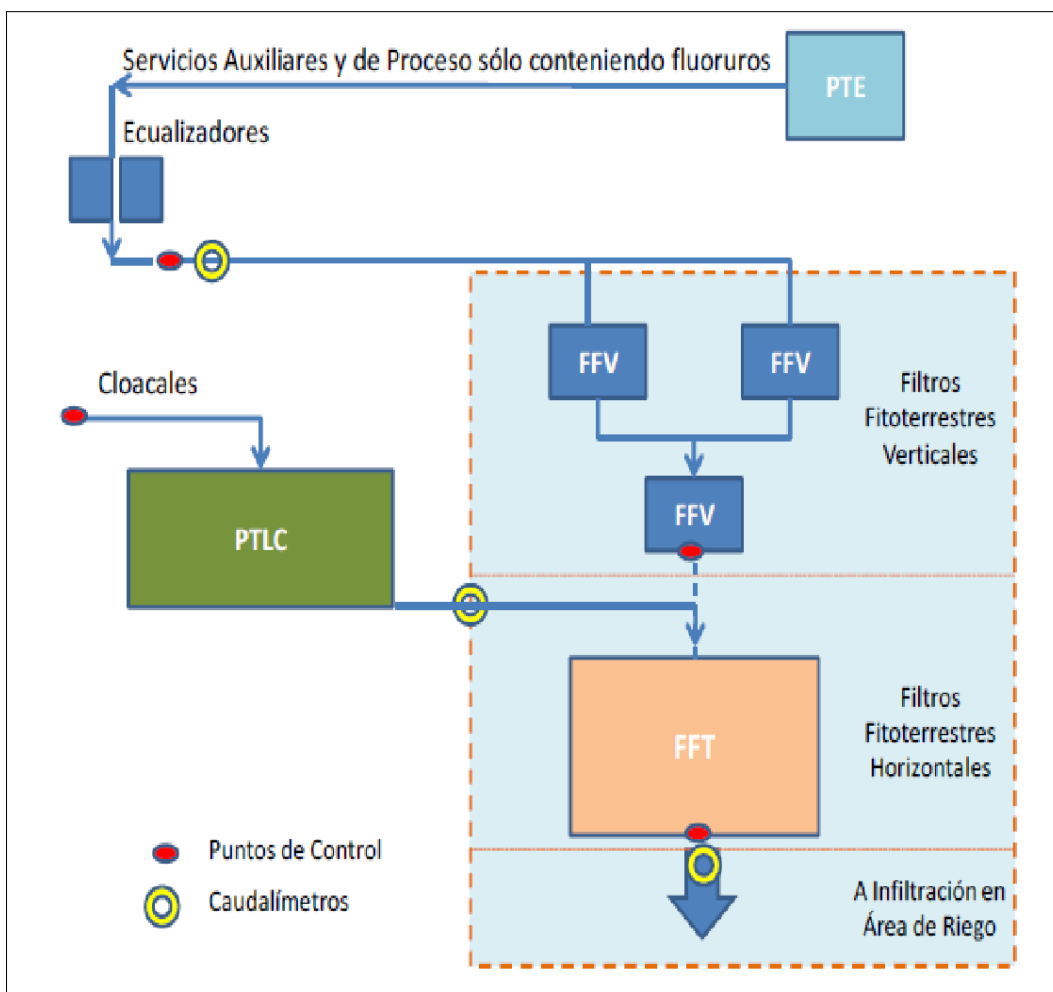 Servicios Auxiliares y de Proceso sólo conteniendo fluoruros
PTE
Ecualizadores
FFV
FFV
Filtros
Fitoterrestres
Verticales
Cloacales
PTLC
FFV
FFT
Filtros
Fitoterrestres
Horizontales
Puntos de Control
Caudalímetros
A Infiltración en
Área de Riego